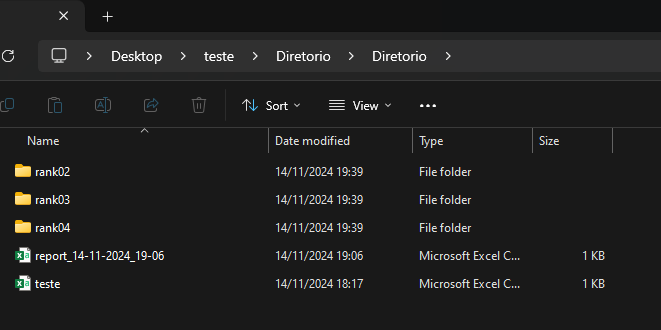 Desktop > teste > Diretorio > Diretorio >
Sort View
Name Date modified Type Size
rank02 14/11/2024 19:39 File folder
rank03 14/11/2024 19:39 File folder
rank04 14/11/2024 19:39 File folder
report_14-11-2024_19-06 14/11/2024 19:06 Microsoft Excel C... 1 KB
teste 14/11/2024 18:17 Microsoft Excel C... 1 KB